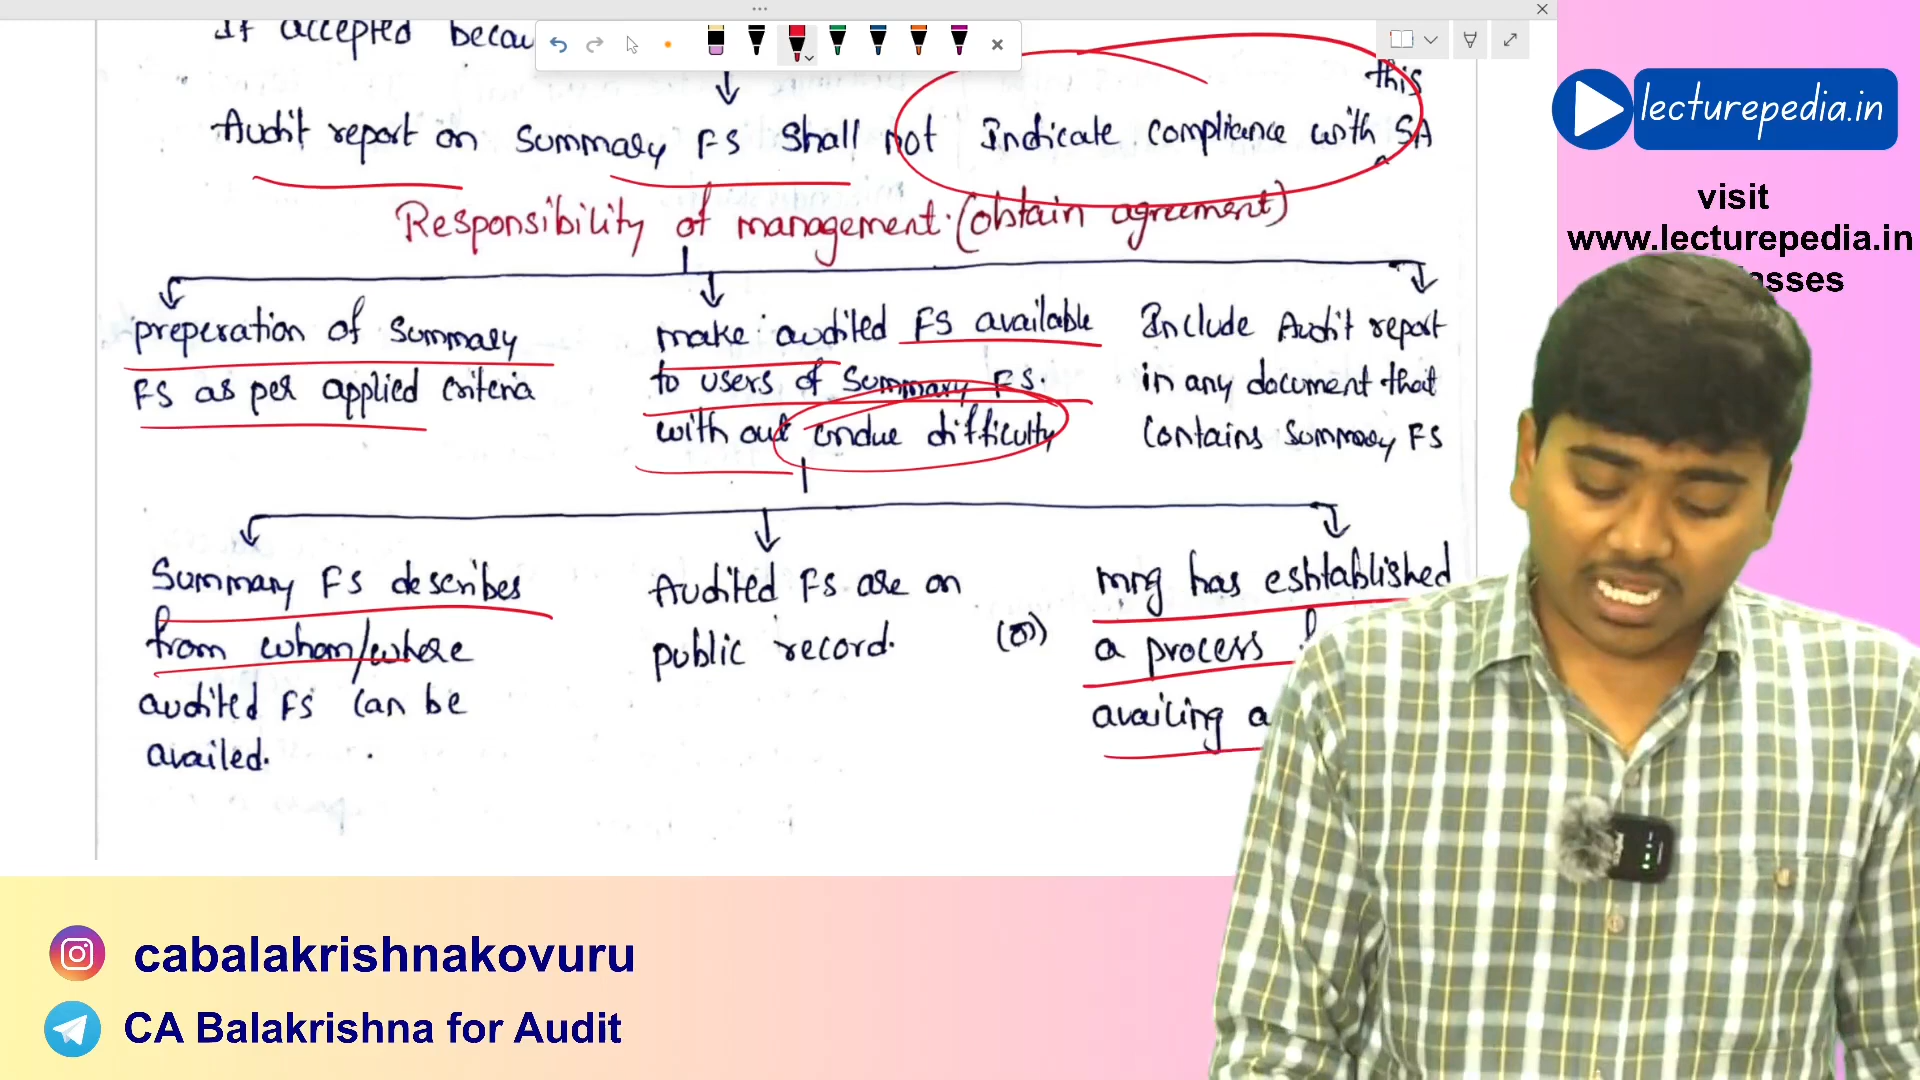 If accepted
this
Audit report on Summary FS Shall not Indicate compliance with SA
Responsibility of management. (obtain agreement)
preperation of Summary
FS as per applied criteria
make audited FS available
to users of Summary FS.
with out undue difficulty
Include Audit report
in any document that
Contains Summary FS
Summary FS describes
from whom/where
audited FS can be
availed.
Audited FS are on
public record.
(or)
mng has eshtablished
a process
availing
lecturepedia.in
visit
www.lecturepedia.in
cabalakrishnakovuru
CA Balakrishna for Audit